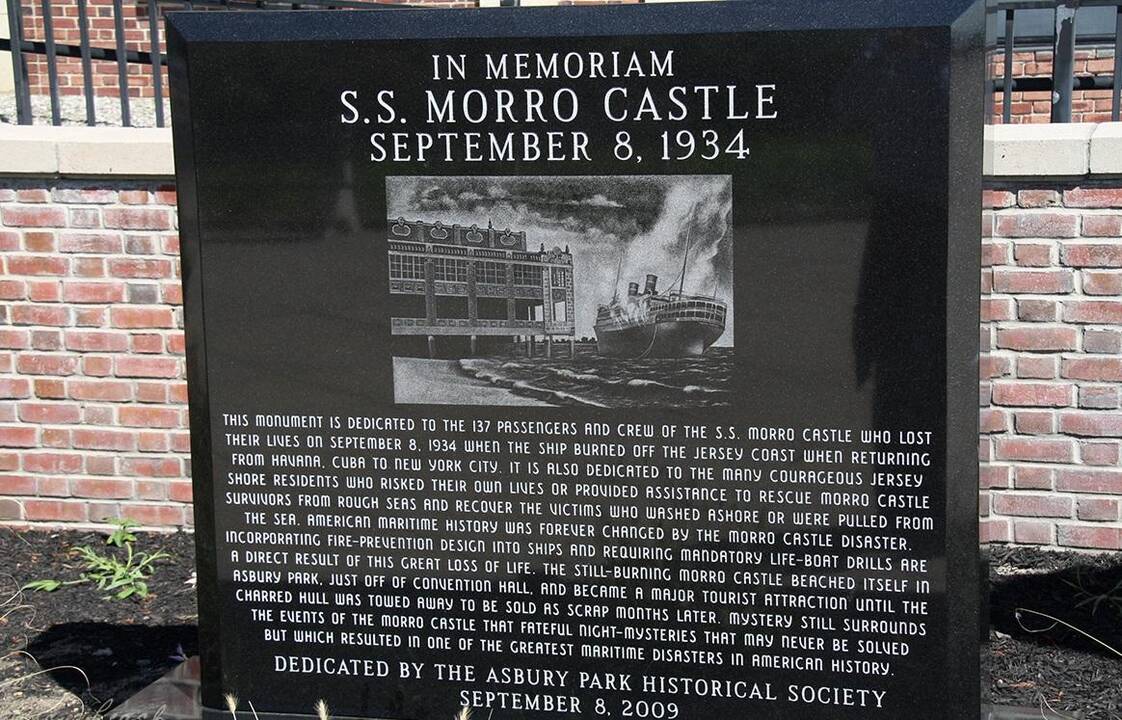 IN MEMORIAM
S.S. MORRO CASTLE
SEPTEMBER 8, 1934
THIS MONUMENT IS DEDICATED TO THE 137 PASSENGERS AND CREW OF THE S.S. MORRO CASTLE WHO LOST
THEIR LIVES ON SEPTEMBER 8, 1934 WHEN THE SHIP BURNED OFF THE JERSEY COAST WHEN RETURNING
FROM HAVANA, CUBA TO NEW YORK CITY. IT IS ALSO DEDICATED TO THE MANY COURAGEOUS JERSEY
SHORE RESIDENTS WHO RISKED THEIR OWN LIVES OR PROVIDED ASSISTANCE TO RESCUE MORRO CASTLE
SURVIVORS FROM ROUGH SEAS AND RECOVER THE VICTIMS WHO WASHED ASHORE OR WERE PULLED FROM
THE SEA. AMERICAN MARITIME HISTORY WAS FOREVER CHANGED BY THE MORRO CASTLE DISASTER.
INCORPORATING FIRE-PREVENTION DESIGN INTO SHIPS AND REQUIRING MANDATORY LIFE-BOAT DRILLS ARE
A DIRECT RESULT OF THIS GREAT LOSS OF LIFE. THE STILL-BURNING MORRO CASTLE BEACHED ITSELF IN
ASBURY PARK, JUST OFF OF CONVENTION HALL, AND BECAME A MAJOR TOURIST ATTRACTION UNTIL THE
CHARRED HULL WAS TOWED AWAY TO BE SOLD AS SCRAP MONTHS LATER. MYSTERY STILL SURROUNDS
THE EVENTS OF THE MORRO CASTLE THAT FATEFUL NIGHT-MYSTERIES THAT MAY NEVER BE SOLVED
BUT WHICH RESULTED IN ONE OF THE GREATEST MARITIME DISASTERS IN AMERICAN HISTORY.
DEDICATED BY THE ASBURY PARK HISTORICAL SOCIETY
SEPTEMBER 8, 2009